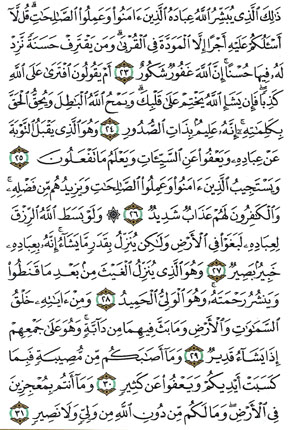 ذَٰلِكَ ٱلَّذِى يُبَشِّرُ ٱللَّهُ عِبَادَهُ ٱلَّذِينَ ءَامَنُوا۟ وَعَمِلُوا۟ ٱلصَّـٰلِحَـٰتِ ۗ قُل لَّآ
أَسْـَٔلُكُمْ عَلَيْهِ أَجْرًا إِلَّا ٱلْمَوَدَّةَ فِى ٱلْقُرْبَىٰ ۗ وَمَن يَقْتَرِفْ حَسَنَةً نَّزِدْ
لَهُۥ فِيهَا حُسْنًا ۚ إِنَّ ٱللَّهَ غَفُورٌ شَكُورٌ ٢٣ أَمْ يَقُولُونَ ٱفْتَرَىٰ عَلَى ٱللَّهِ
كَذِبًا ۖ فَإِن يَشَإِ ٱللَّهُ يَخْتِمْ عَلَىٰ قَلْبِكَ ۗ وَيَمْحُ ٱللَّهُ ٱلْبَـٰطِلَ وَيُحِقُّ ٱلْحَقَّ
بِكَلِمَـٰتِهِۦٓ ۚ إِنَّهُۥ عَلِيمٌۢ بِذَاتِ ٱلصُّدُورِ ٢٤ وَهُوَ ٱلَّذِى يَقْبَلُ ٱلتَّوْبَةَ
عَنْ عِبَادِهِۦ وَيَعْفُوا۟ عَنِ ٱلسَّيِّـَٔاتِ وَيَعْلَمُ مَا تَفْعَلُونَ ٢٥
وَيَسْتَجِيبُ ٱلَّذِينَ ءَامَنُوا۟ وَعَمِلُوا۟ ٱلصَّـٰلِحَـٰتِ وَيَزِيدُهُم مِّن فَضْلِهِۦ ۚ
وَٱلْكَـٰفِرُونَ لَهُمْ عَذَابٌ شَدِيدٌ ٢٦ ۞ وَلَوْ بَسَطَ ٱللَّهُ ٱلرِّزْقَ
لِعِبَادِهِۦ لَبَغَوْا۟ فِى ٱلْأَرْضِ وَلَـٰكِن يُنَزِّلُ بِقَدَرٍ مَّا يَشَآءُ ۚ إِنَّهُۥ بِعِبَادِهِۦ
خَبِيرٌۢ بَصِيرٌ ٢٧ وَهُوَ ٱلَّذِى يُنَزِّلُ ٱلْغَيْثَ مِنۢ بَعْدِ مَا قَنَطُوا۟
وَيَنشُرُ رَحْمَتَهُۥ ۚ وَهُوَ ٱلْوَلِىُّ ٱلْحَمِيدُ ٢٨ وَمِنْ ءَايَـٰتِهِۦ خَلْقُ
ٱلسَّمَـٰوَٰتِ وَٱلْأَرْضِ وَمَا بَثَّ فِيهِمَا مِن دَآبَّةٍ ۚ وَهُوَ عَلَىٰ جَمْعِهِمْ
إِذَا يَشَآءُ قَدِيرٌ ٢٩ وَمَآ أَصَـٰبَكُم مِّن مُّصِيبَةٍ فَبِمَا
كَسَبَتْ أَيْدِيكُمْ وَيَعْفُوا۟ عَن كَثِيرٍ ٣٠ وَمَآ أَنتُم بِمُعْجِزِينَ
فِى ٱلْأَرْضِ ۖ وَمَا لَكُم مِّن دُونِ ٱللَّهِ مِن وَلِىٍّ وَلَا نَصِيرٍ ٣١